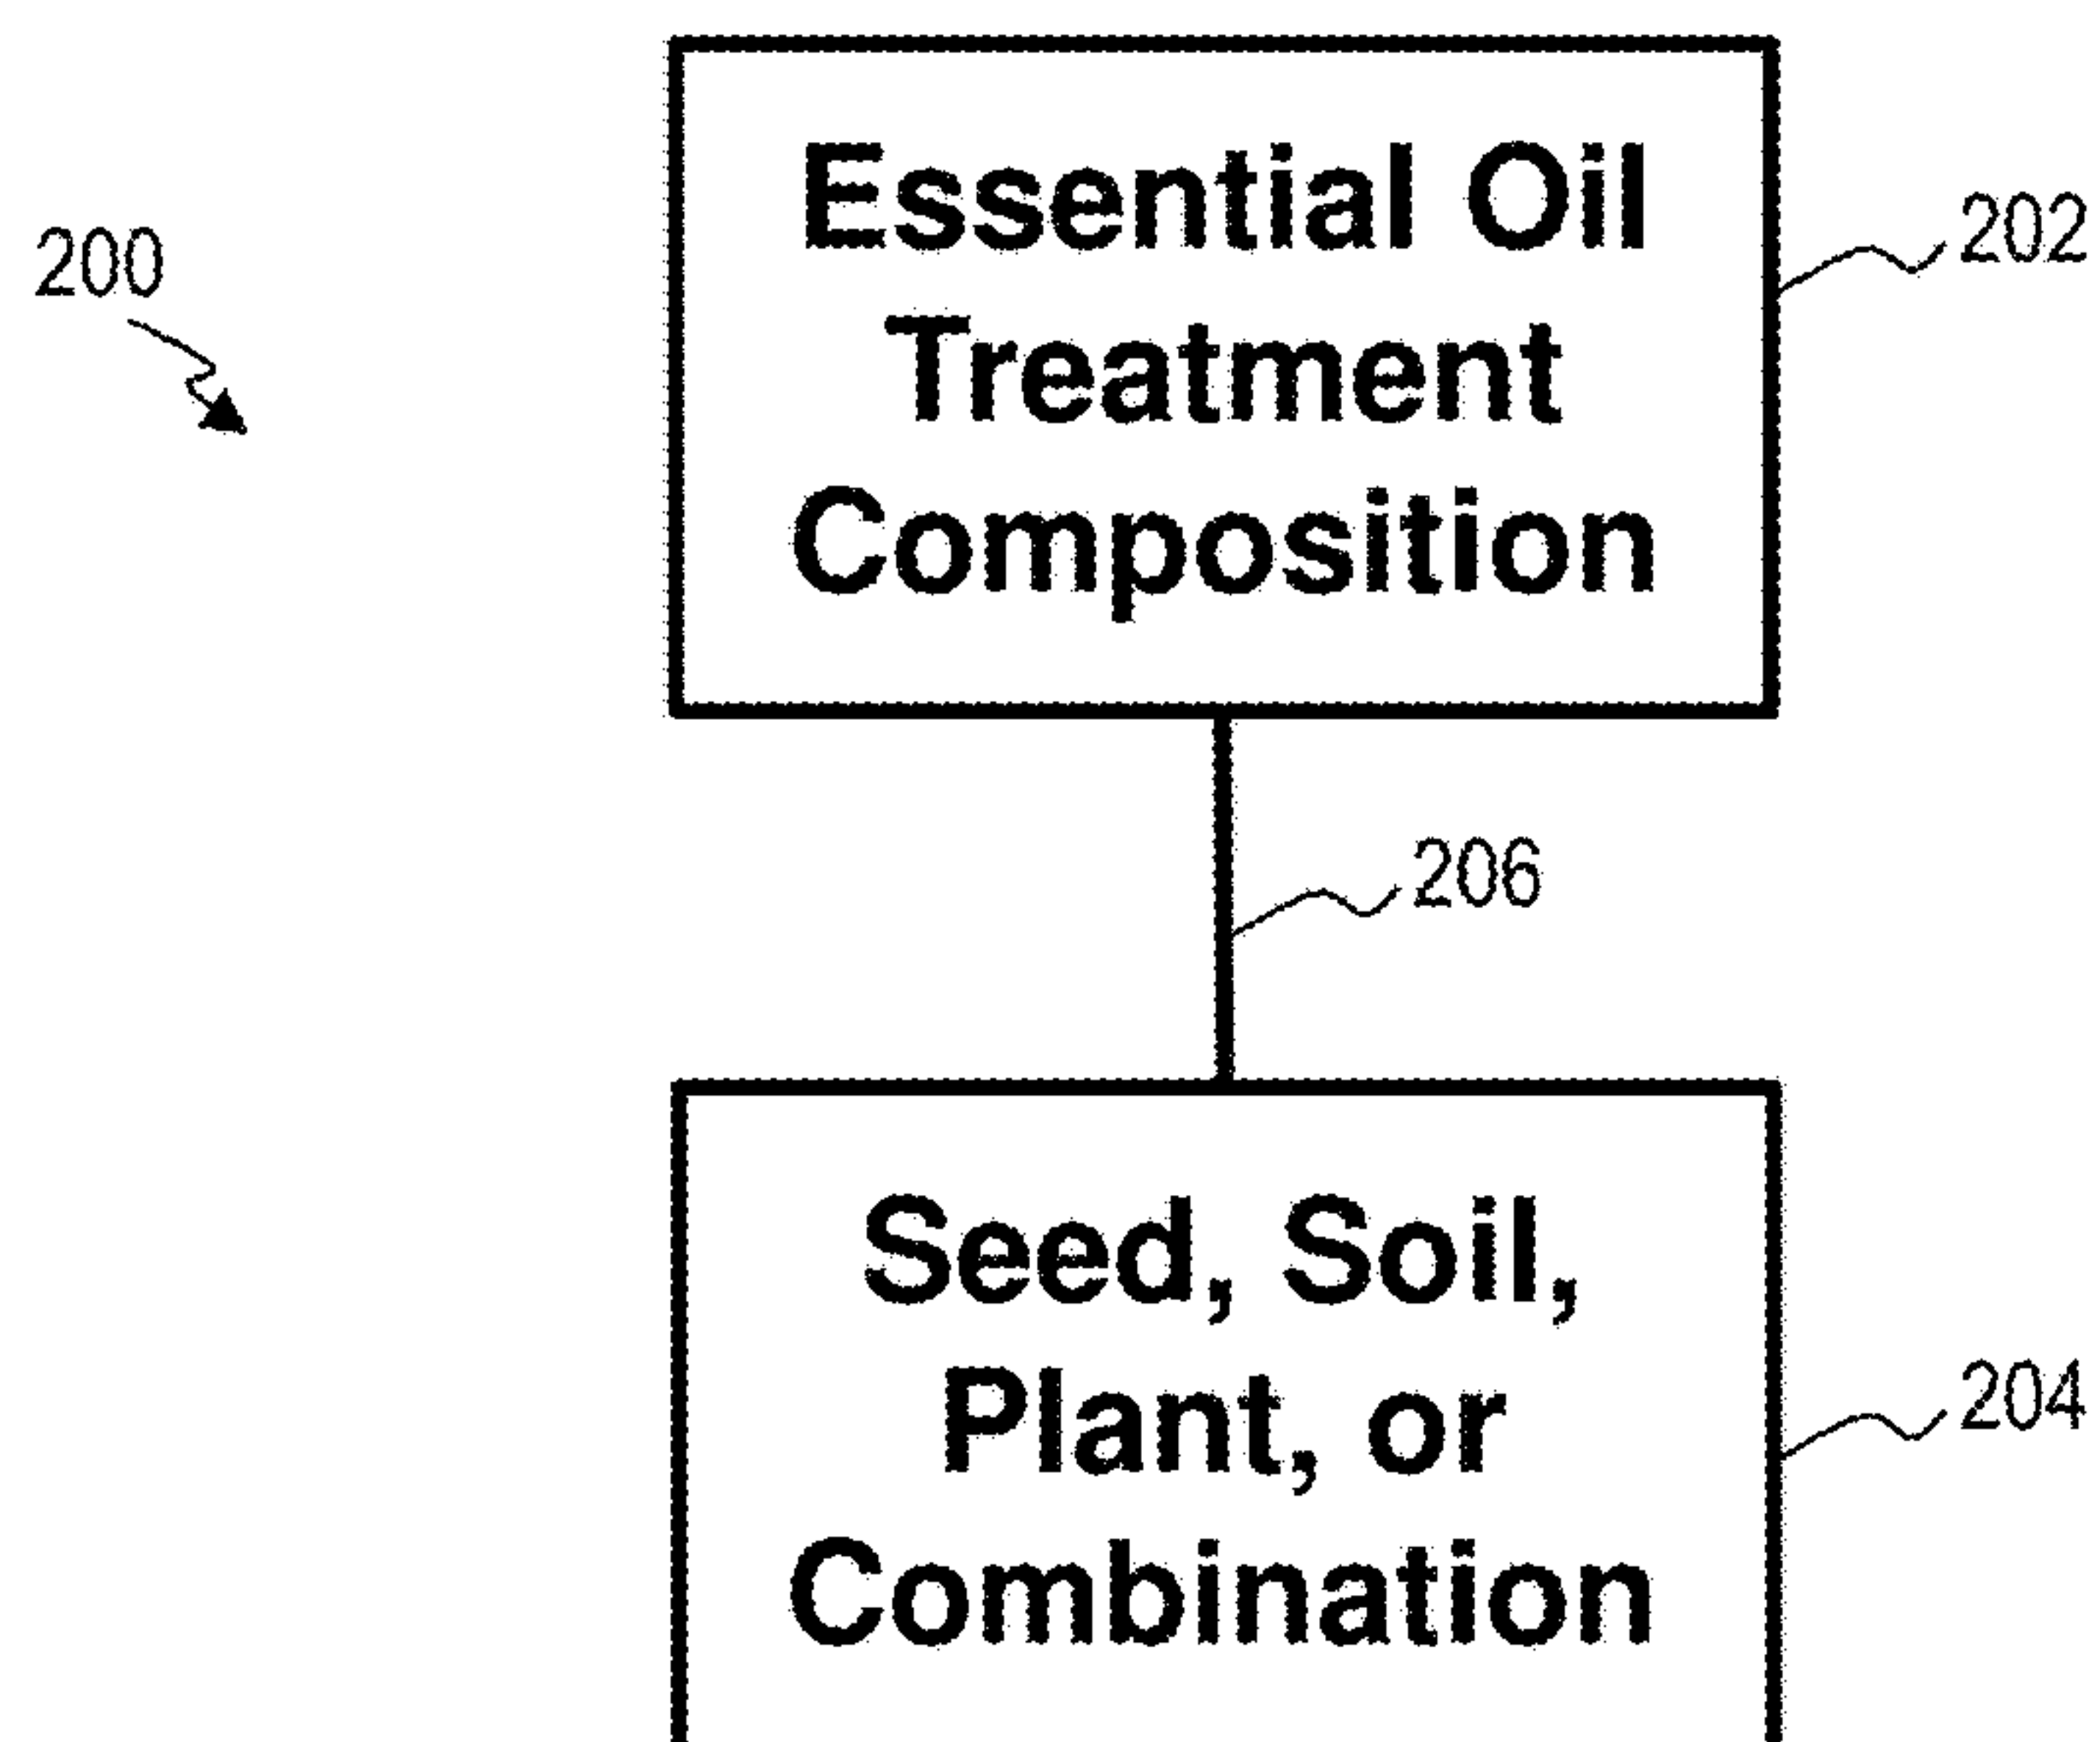 200
Essential Oil
Treatment
Composition
202
206
Seed, Soil,
Plant, or
Combination
204